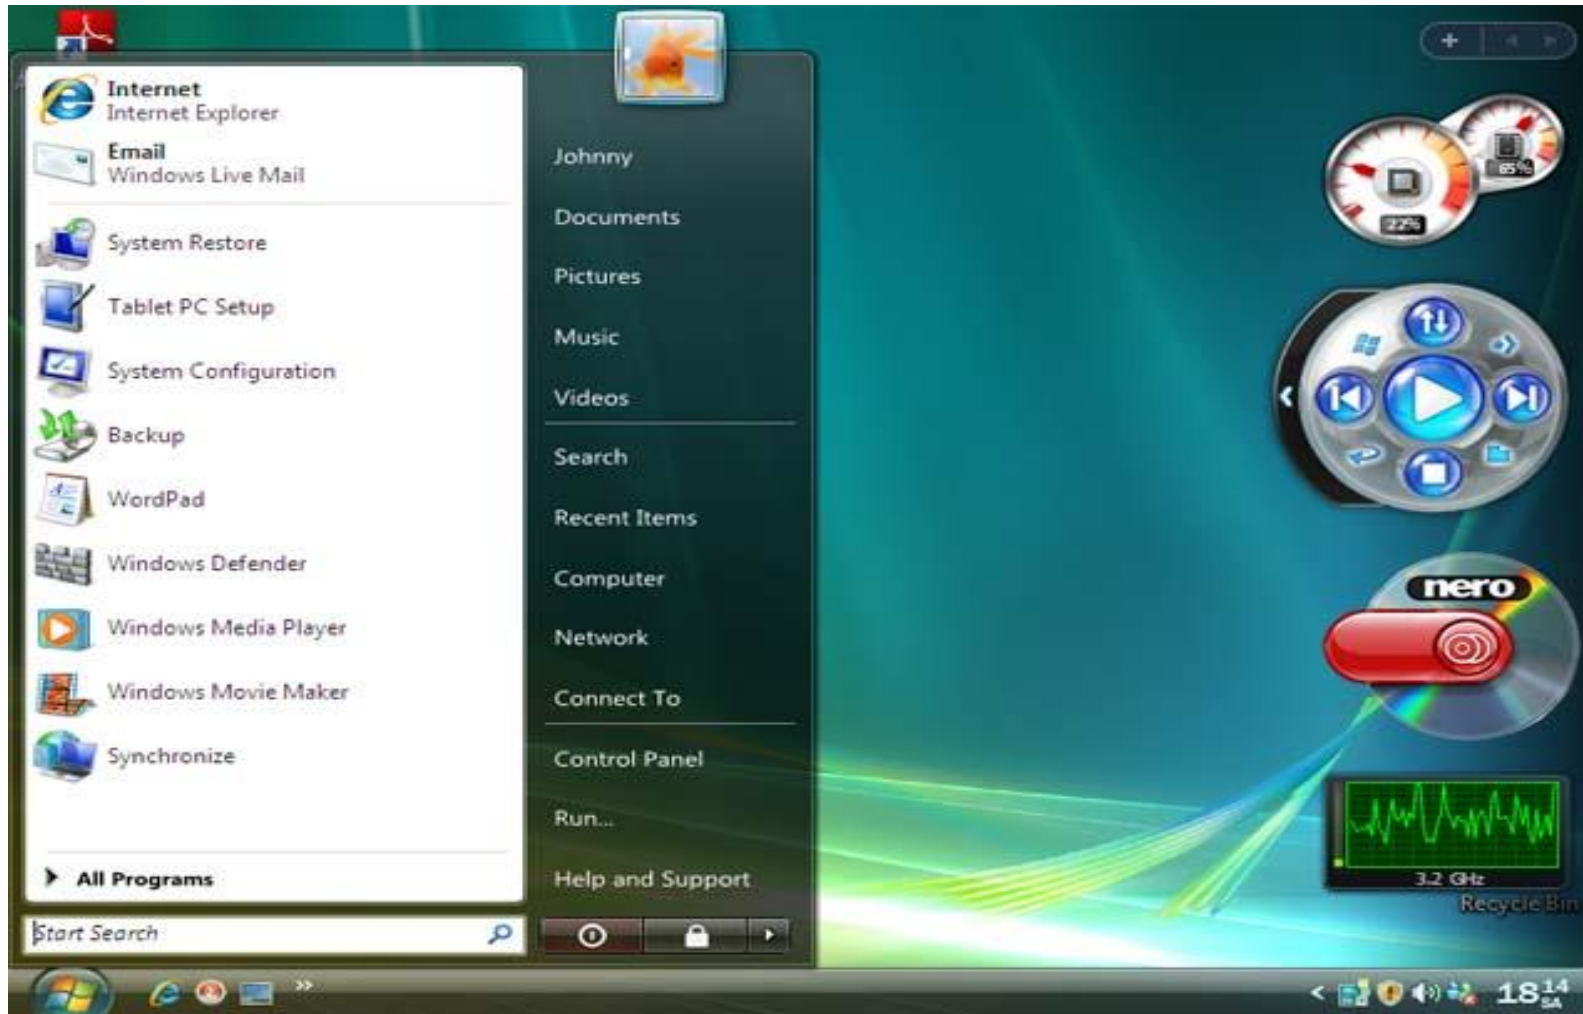 Internet
Internet Explorer
Email
Windows Live Mail
System Restore
Tablet PC Setup
System Configuration
Backup
WordPad
Windows Defender
Windows Media Player
Windows Movie Maker
Synchronize
All Programs
Start Search
Johnny
Documents
Pictures
Music
Videos
Search
Recent Items
Computer
Network
Connect To
Control Panel
Run...
Help and Support
65%
22%
nero
3.2 GHz
Recycle Bin
18 14
SA